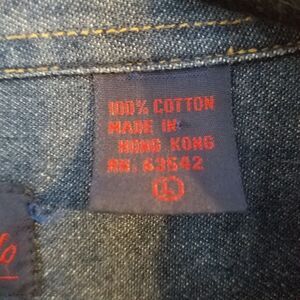 100% COTTON
MADE IN
HONG KONG
RN. 63542
L